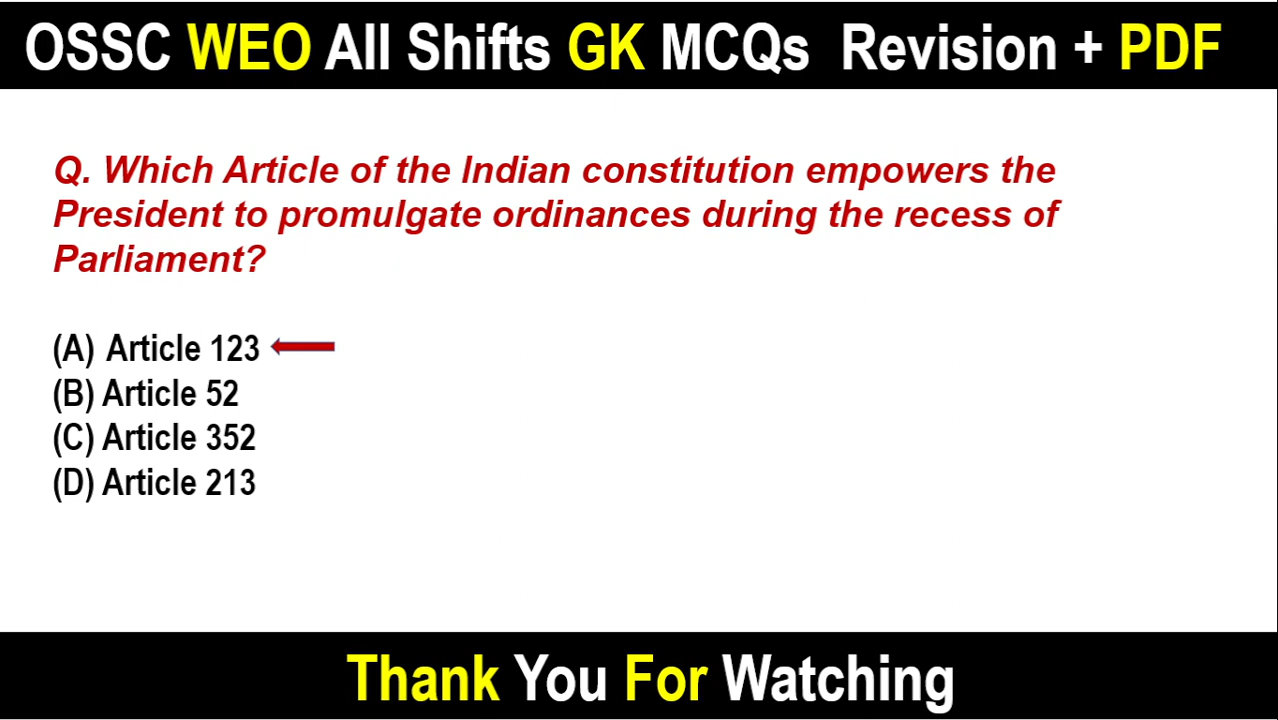 OSSC WEO All Shifts GK MCQs Revision + PDF
Q. Which Article of the Indian constitution empowers the
President to promulgate ordinances during the recess of
Parliament?
(A) Article 123
(B) Article 52
(C) Article 352
(D) Article 213
Thank You For Watching